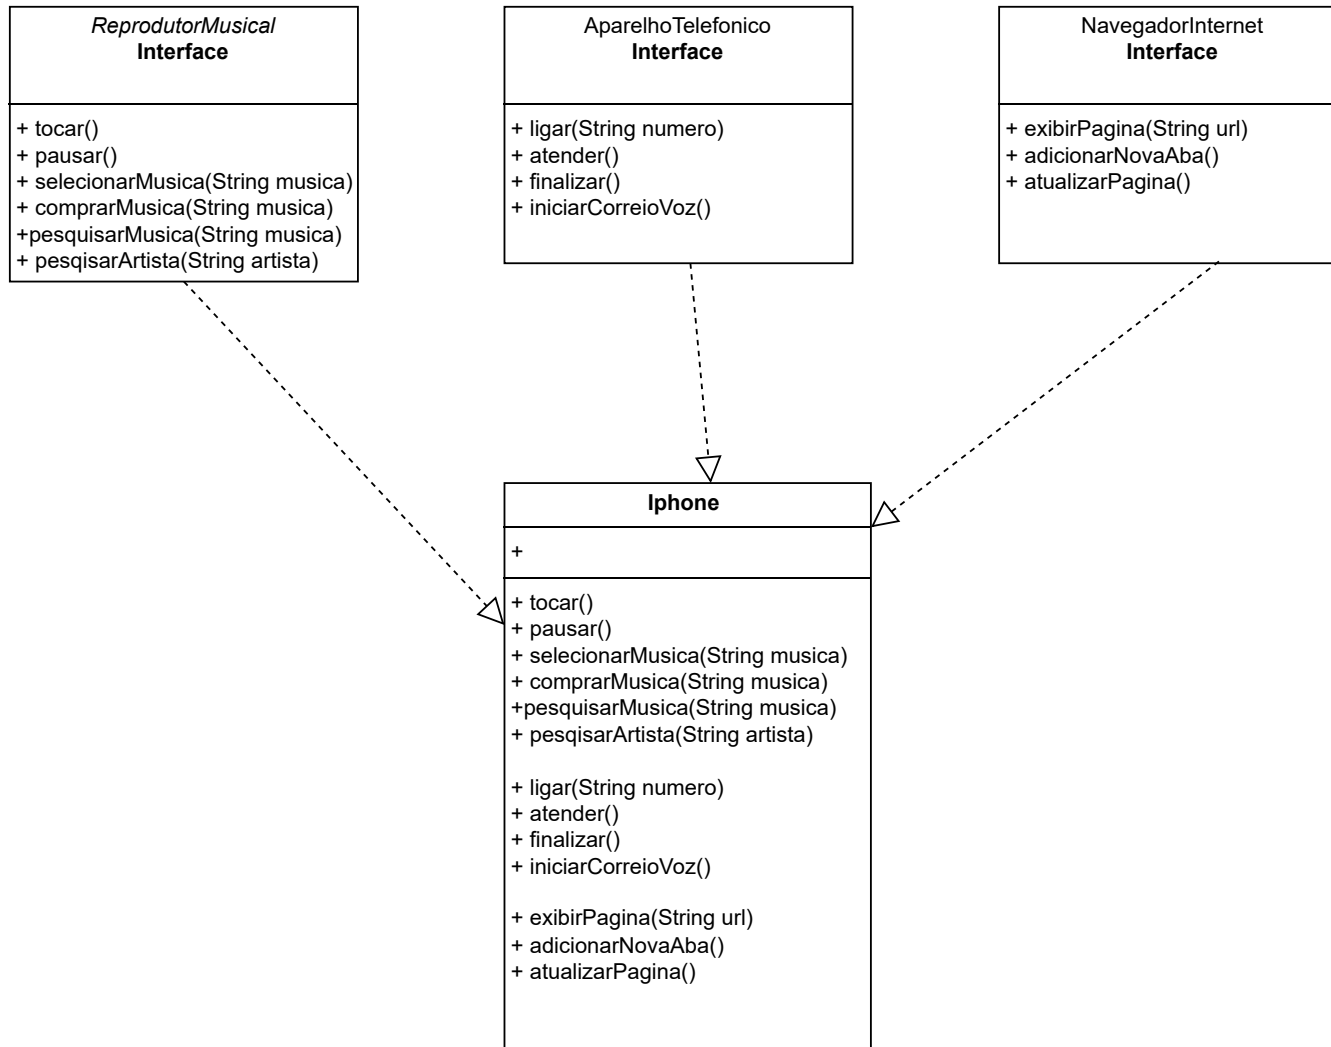 ReprodutorMusical
Interface
+ tocar()
+ pausar()
+ selecionarMusica(String musica)
+ comprarMusica(String musica)
+pesquisarMusica(String musica)
+ pesqisarArtista(String artista)
AparelhoTelefonico
Interface
+ ligar(String numero)
+ atender()
+ finalizar()
+ iniciarCorreioVoz()
NavegadorInternet
Interface
+ exibirPagina(String url)
+ adicionarNovaAba()
+ atualizarPagina()
Iphone
+
+ tocar()
+ pausar()
+ selecionarMusica(String musica)
+ comprarMusica(String musica)
+pesquisarMusica(String musica)
+ pesqisarArtista(String artista)
+ ligar(String numero)
+ atender()
+ finalizar()
+ iniciarCorreioVoz()
+ exibirPagina(String url)
+ adicionarNovaAba()
+ atualizarPagina()